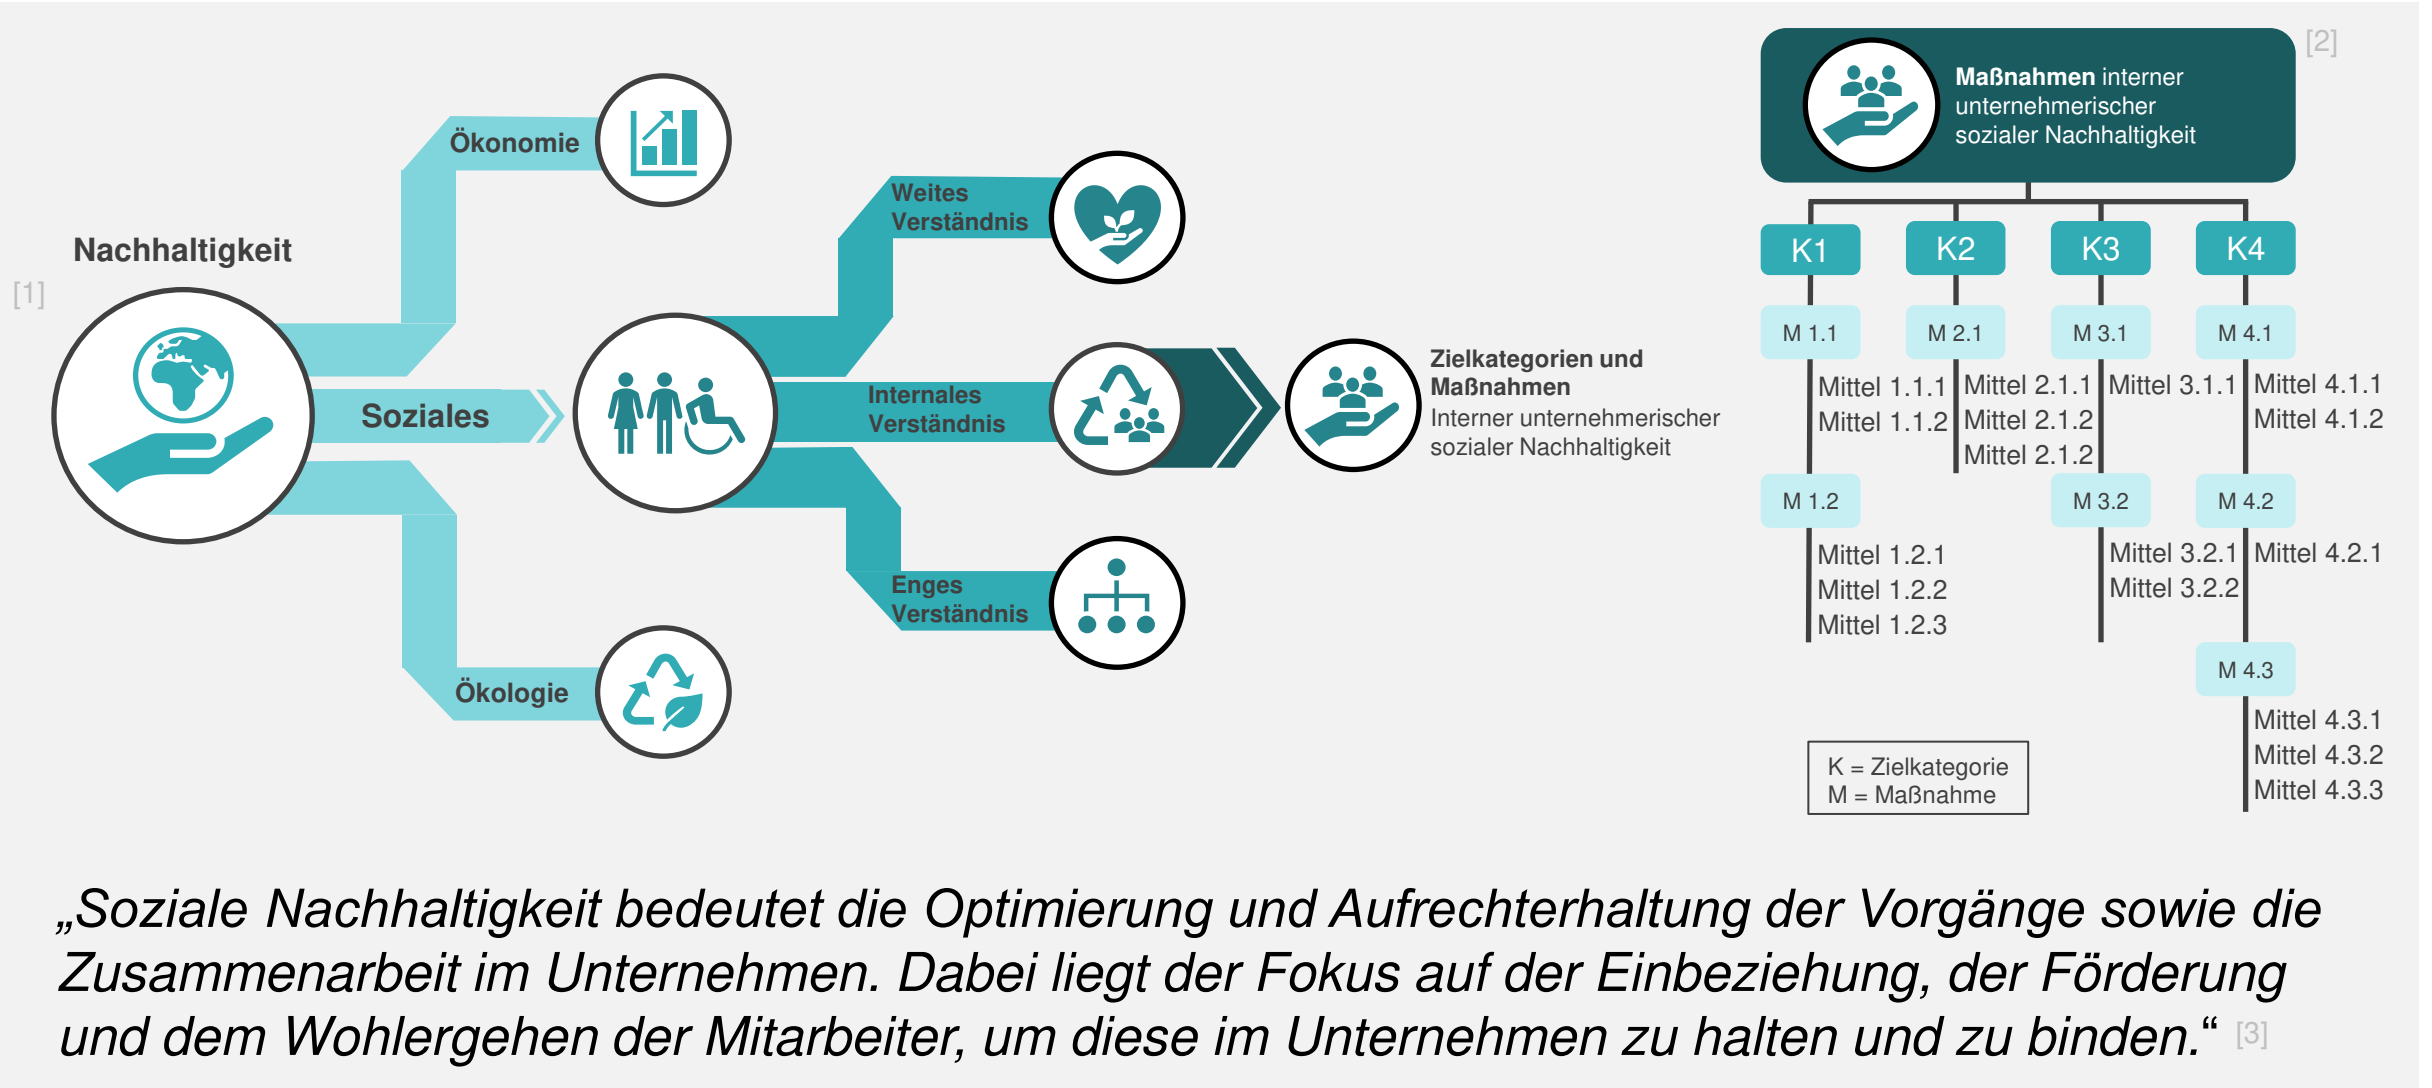 [1]
Nachhaltigkeit
Ökonomie
Soziales
Ökologie
Weites
Verständnis
Internales
Verständnis
Enges
Verständnis
Zielkategorien und
Maßnahmen
Interner unternehmerischer
sozialer Nachhaltigkeit
[2]
Maßnahmen interner
unternehmerischer
sozialer Nachhaltigkeit
K1
M 1.1
Mittel 1.1.1
Mittel 1.1.2
M 1.2
Mittel 1.2.1
Mittel 1.2.2
Mittel 1.2.3
K2
M 2.1
Mittel 2.1.1
Mittel 2.1.2
Mittel 2.1.2
K3
M 3.1
Mittel 3.1.1
M 3.2
Mittel 3.2.1
Mittel 3.2.2
K4
M 4.1
Mittel 4.1.1
Mittel 4.1.2
M 4.2
Mittel 4.2.1
M 4.3
Mittel 4.3.1
Mittel 4.3.2
Mittel 4.3.3
K = Zielkategorie
M = Maßnahme
„Soziale Nachhaltigkeit bedeutet die Optimierung und Aufrechterhaltung der Vorgänge sowie die
Zusammenarbeit im Unternehmen. Dabei liegt der Fokus auf der Einbeziehung, der Förderung
und dem Wohlergehen der Mitarbeiter, um diese im Unternehmen zu halten und zu binden.“ [3]